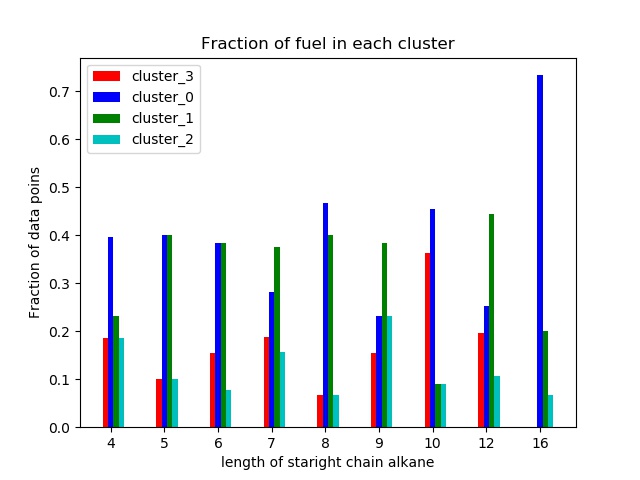 Fraction of fuel in each cluster
cluster_3
cluster_0
cluster_1
cluster_2
Fraction of data poins
0.7
0.6
0.5
0.4
0.3
0.2
0.1
0.0
4 5 6 7 8 9 10 12 16
length of staright chain alkane